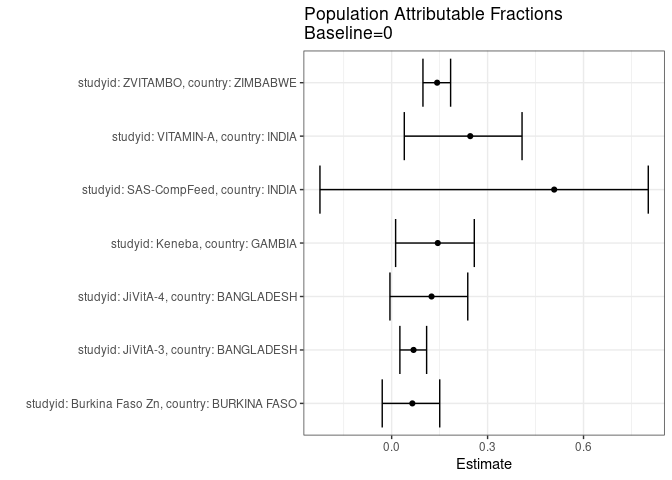 Population Attributable Fractions
Baseline=0
studyid: ZVITAMBO, country: ZIMBABWE
studyid: VITAMIN-A, country: INDIA
studyid: SAS-CompFeed, country: INDIA
studyid: Keneba, country: GAMBIA
studyid: JiVitA-4, country: BANGLADESH
studyid: JiVitA-3, country: BANGLADESH
studyid: Burkina Faso Zn, country: BURKINA FASO
0.0 0.3 0.6
Estimate